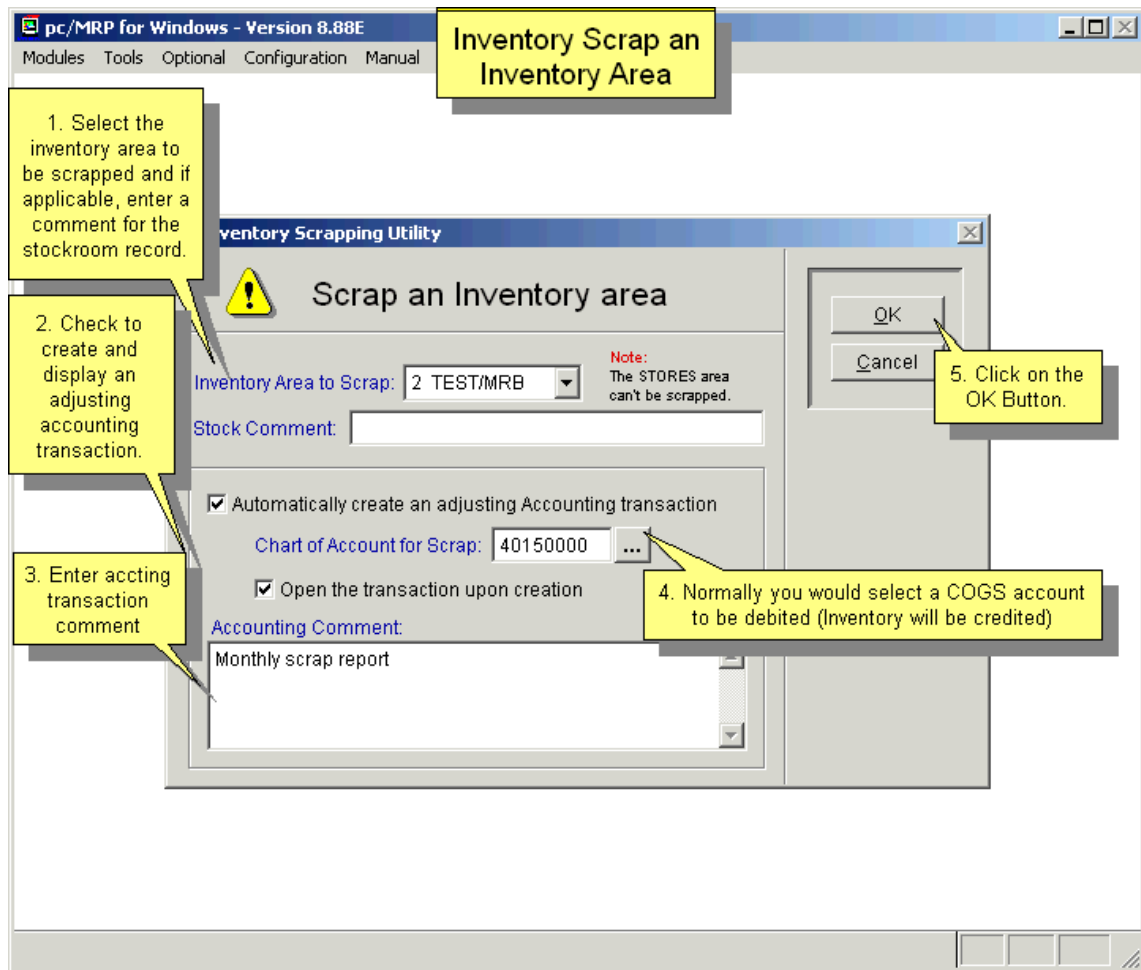 pc/MRP for Windows - Version 8.88E
Modules Tools Optional Configuration Manual
Inventory Scrap an
Inventory Area
1. Select the
inventory area to
be scrapped and if
applicable, enter a
comment for the
stockroom record.
ventory Scrapping Utility
Scrap an Inventory area
OK
Cancel
2. Check to
create and
display an
adjusting
accounting
transaction.
Inventory Area to Scrap: 2 TEST/MRB
Note:
The STORES area
can't be scrapped.
5. Click on the
OK Button.
Stock Comment:
Automatically create an adjusting Accounting transaction
Chart of Account for Scrap: 40150000 ...
Open the transaction upon creation
3. Enter accting
transaction
comment
4. Normally you would select a COGS account
to be debited (Inventory will be credited)
Accounting Comment:
Monthly scrap report